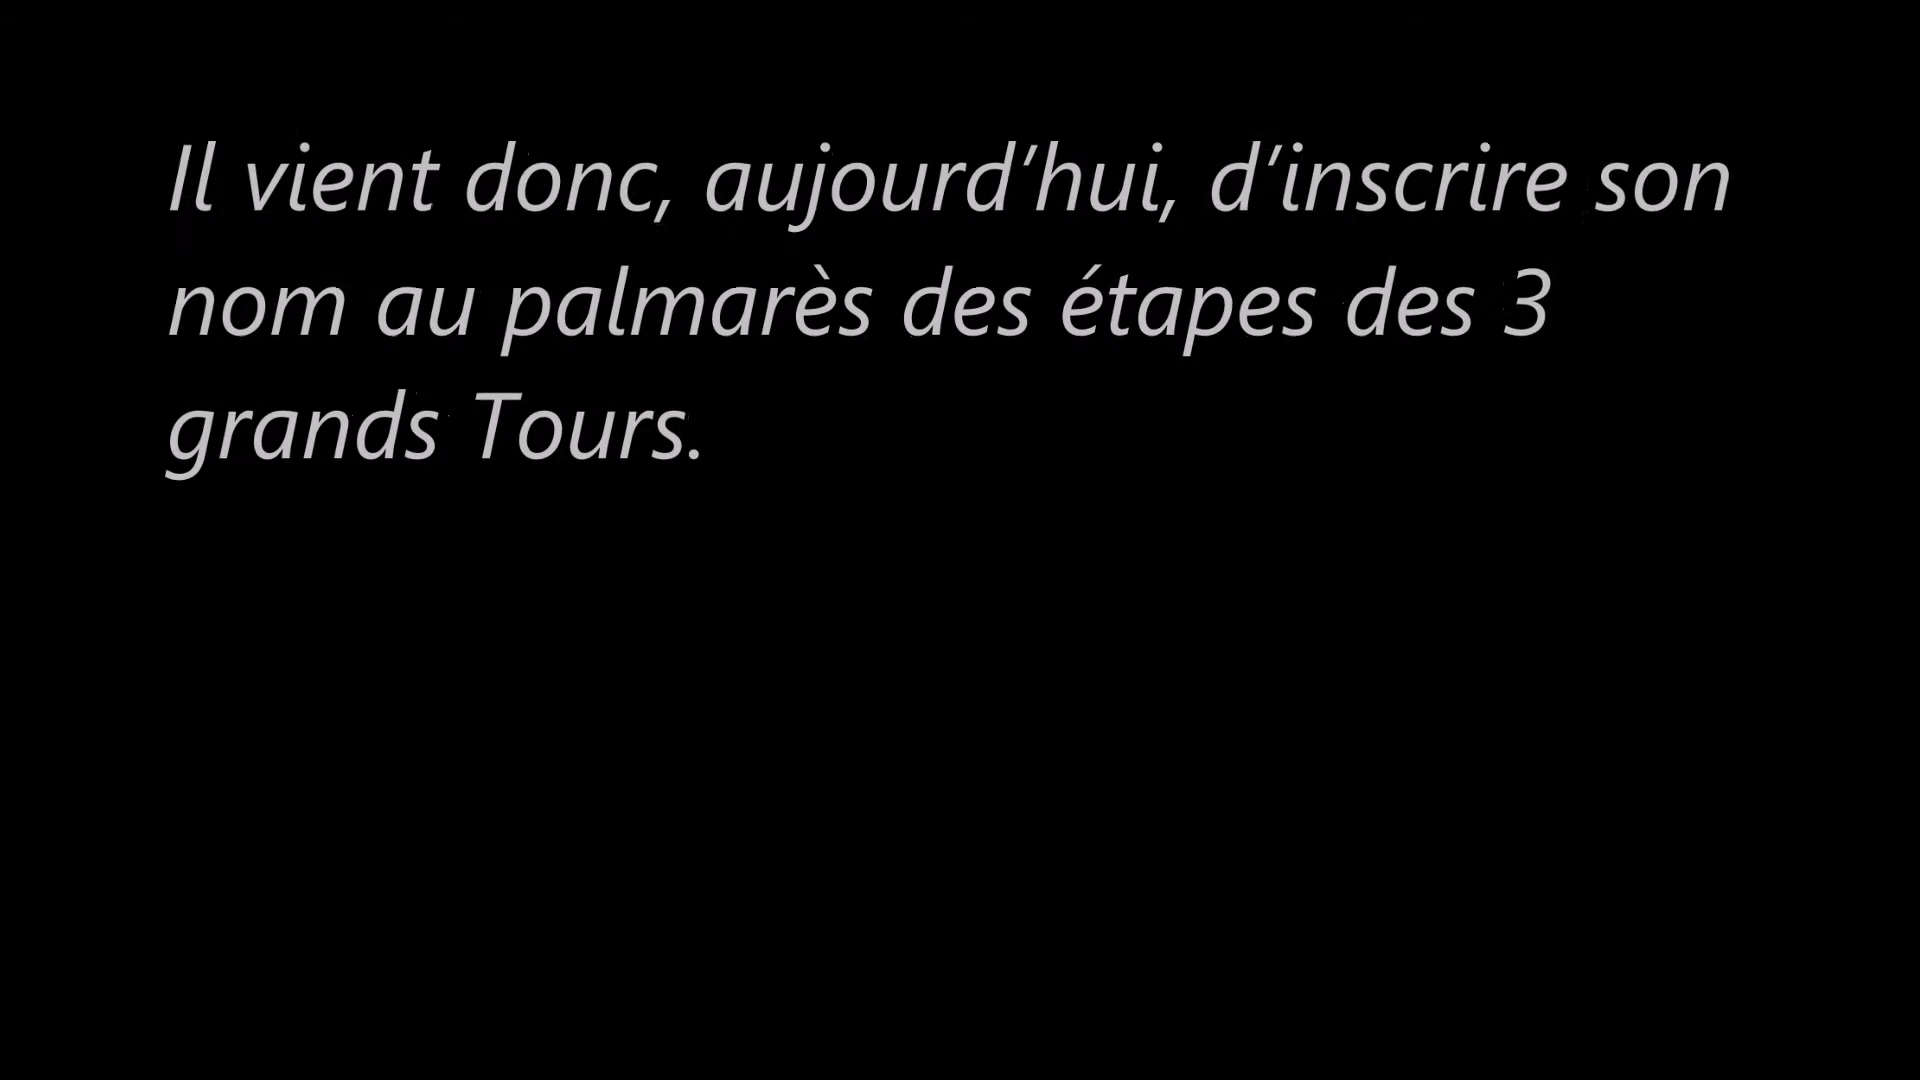 Il vient donc, aujourd’hui, d’inscrire son
nom au palmarès des étapes des 3
grands Tours.